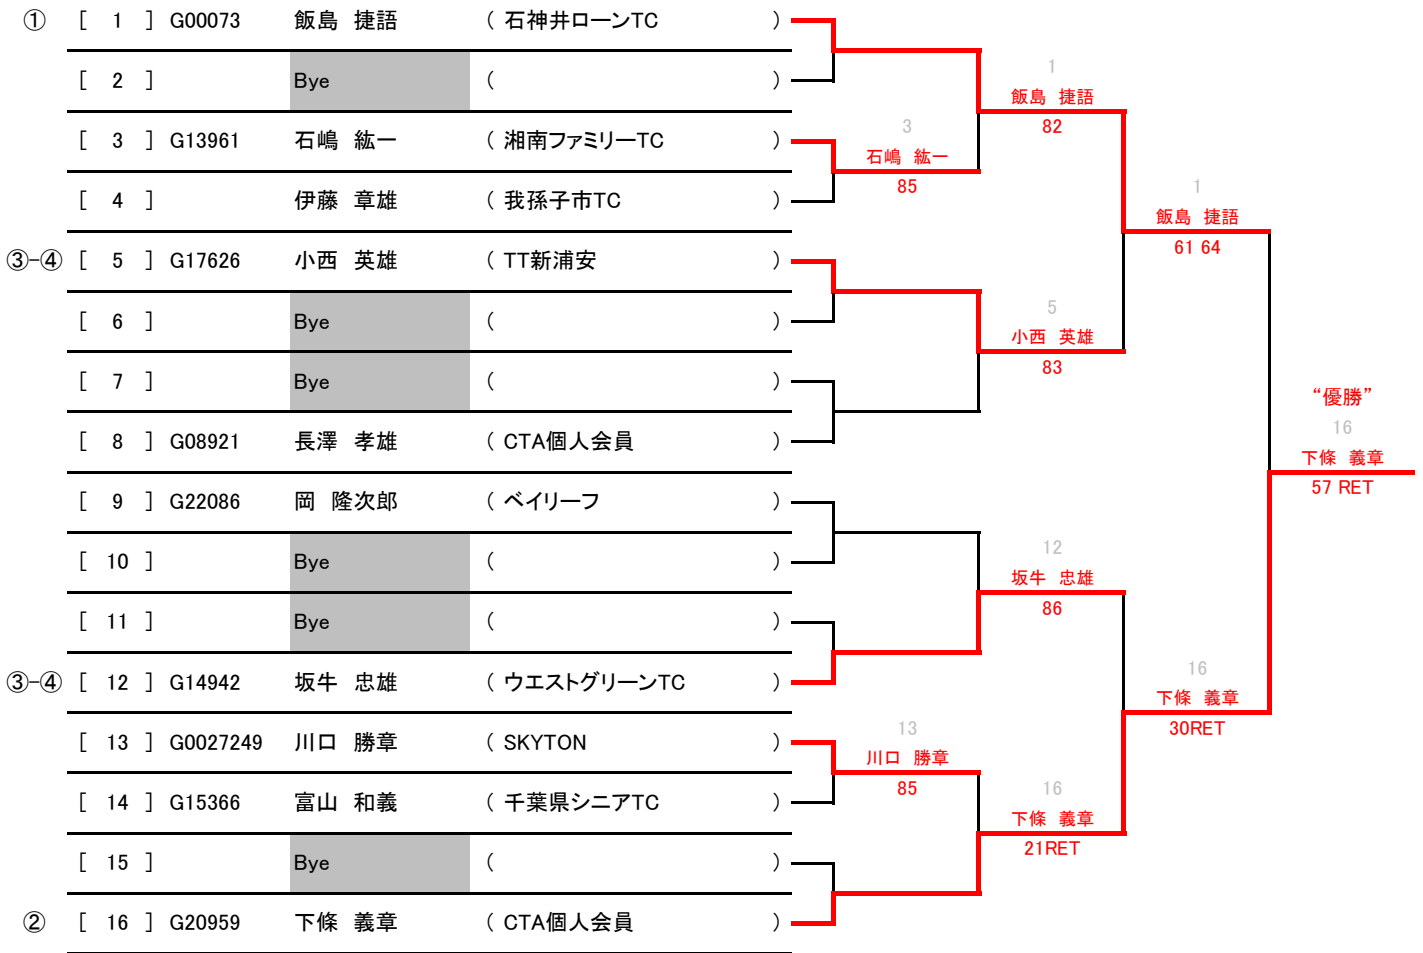 ① [ 1 ] G00073 飯島 捷語 ( 石神井ローンTC )
[ 2 ] Bye ( )
1
飯島 捷語
82
[ 3 ] G13961 石嶋 紘一 ( 湘南ファミリーTC )
3
石嶋 紘一
85
[ 4 ] 伊藤 章雄 ( 我孫子市TC )
1
飯島 捷語
61 64
③-④ [ 5 ] G17626 小西 英雄 ( TT新浦安 )
[ 6 ] Bye ( )
5
小西 英雄
83
[ 7 ] Bye ( )
[ 8 ] G08921 長澤 孝雄 ( CTA個人会員 )
“優勝”
16
下條 義章
57 RET
[ 9 ] G22086 岡 隆次郎 ( ベイリーフ )
[ 10 ] Bye ( )
12
坂牛 忠雄
86
[ 11 ] Bye ( )
③-④ [ 12 ] G14942 坂牛 忠雄 ( ウエストグリーンTC )
16
下條 義章
30RET
[ 13 ] G0027249 川口 勝章 ( SKYTON )
13
川口 勝章
85
[ 14 ] G15366 富山 和義 ( 千葉県シニアTC )
16
下條 義章
21RET
[ 15 ] Bye ( )
② [ 16 ] G20959 下條 義章 ( CTA個人会員 )